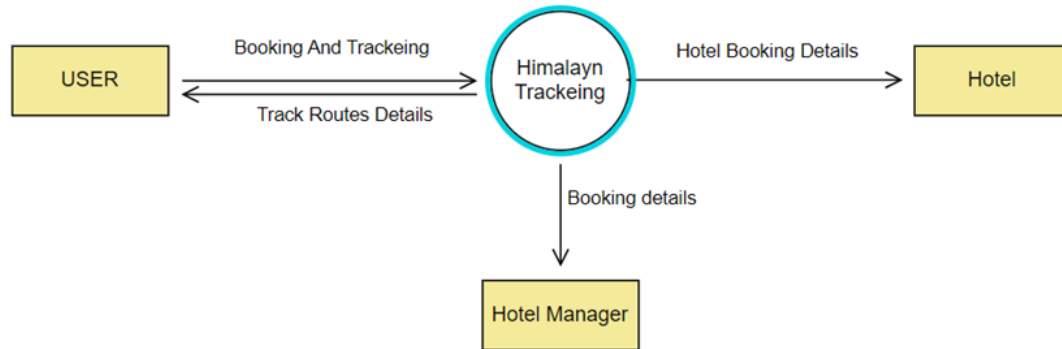 Booking And Trackeing
USER
Track Routes Details
Himalayn
Trackeing
Hotel Booking Details
Hotel
Booking details
Hotel Manager